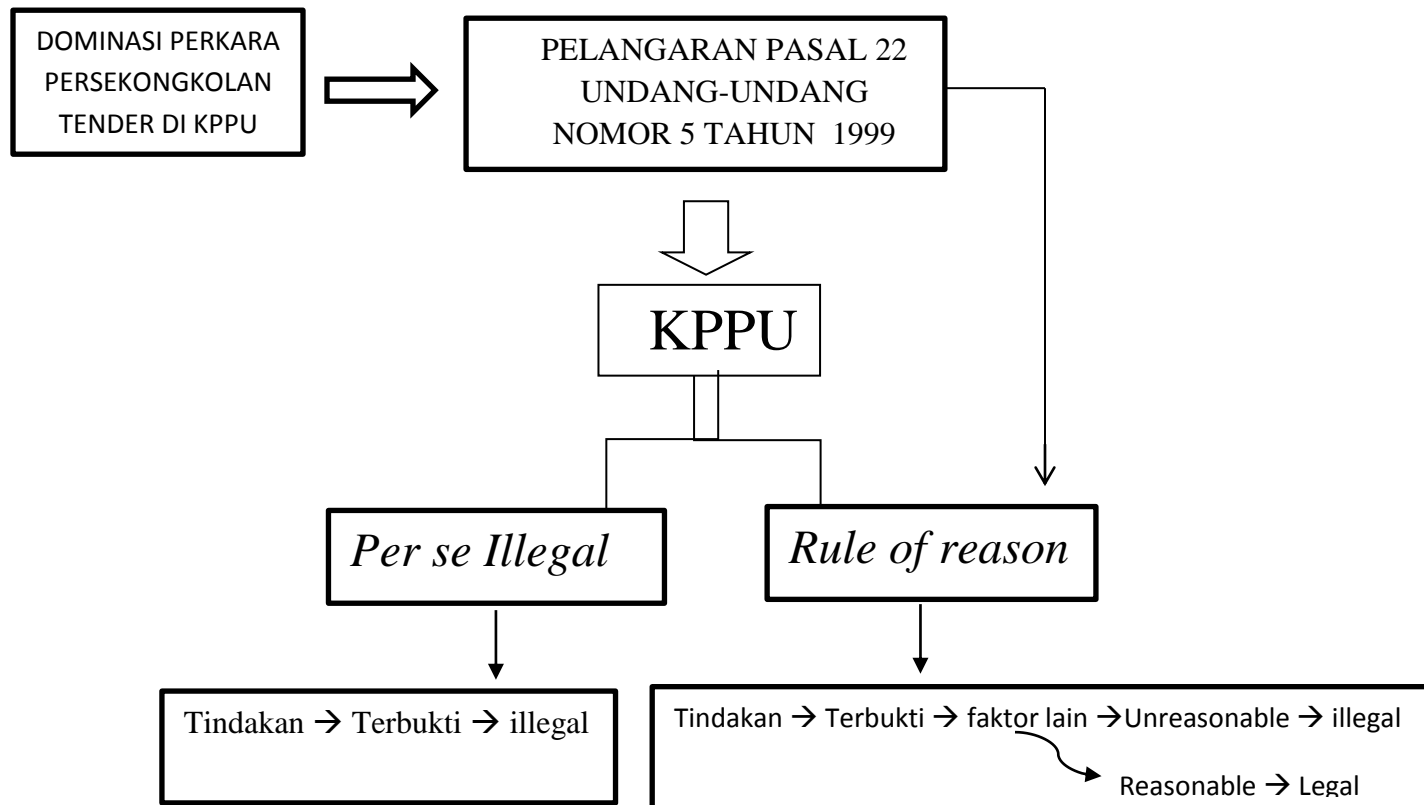 DOMINASI PERKARA
PERSEKONGKOLAN
TENDER DI KPPU
PELANGARAN PASAL 22
UNDANG-UNDANG
NOMOR 5 TAHUN  1999
KPPU
Per se Illegal
Rule of reason
Tindakan → Terbukti → illegal
Tindakan → Terbukti → faktor lain →Unreasonable → illegal
Reasonable → Legal